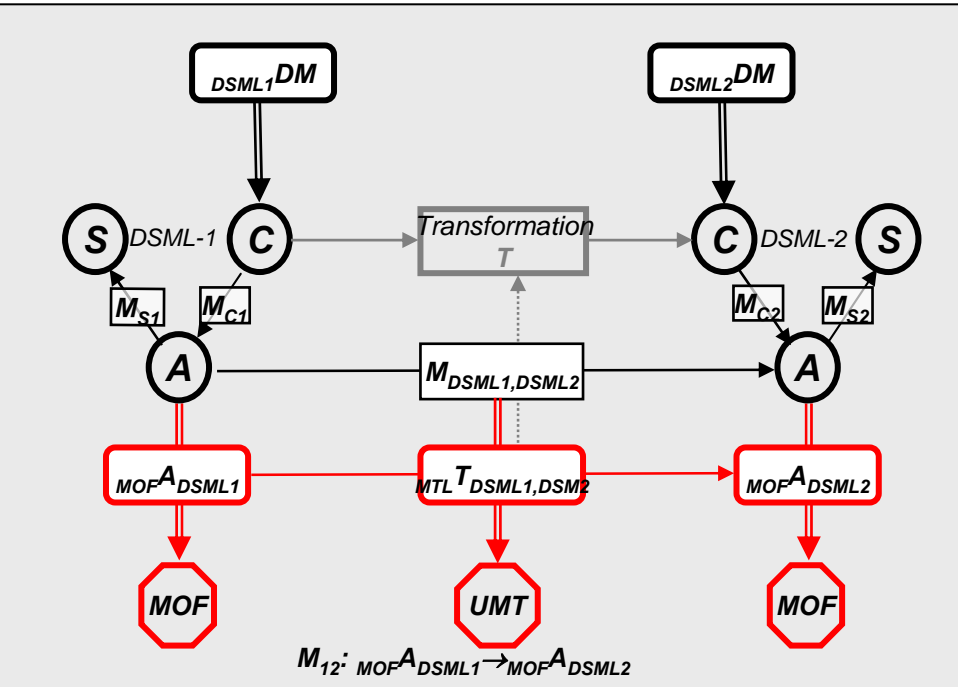 DSML1DM DSML2DM
S DSML-1 C Transformation T C DSML-2 S
MS1 MC1 MC2 MS2
A MDSML1,DSML2 A
MOFADSML1 MTLTDSML1,DSM2 MOFADSML2
MOF UMT MOF
M12: MOFADSML1→MOFADSML2